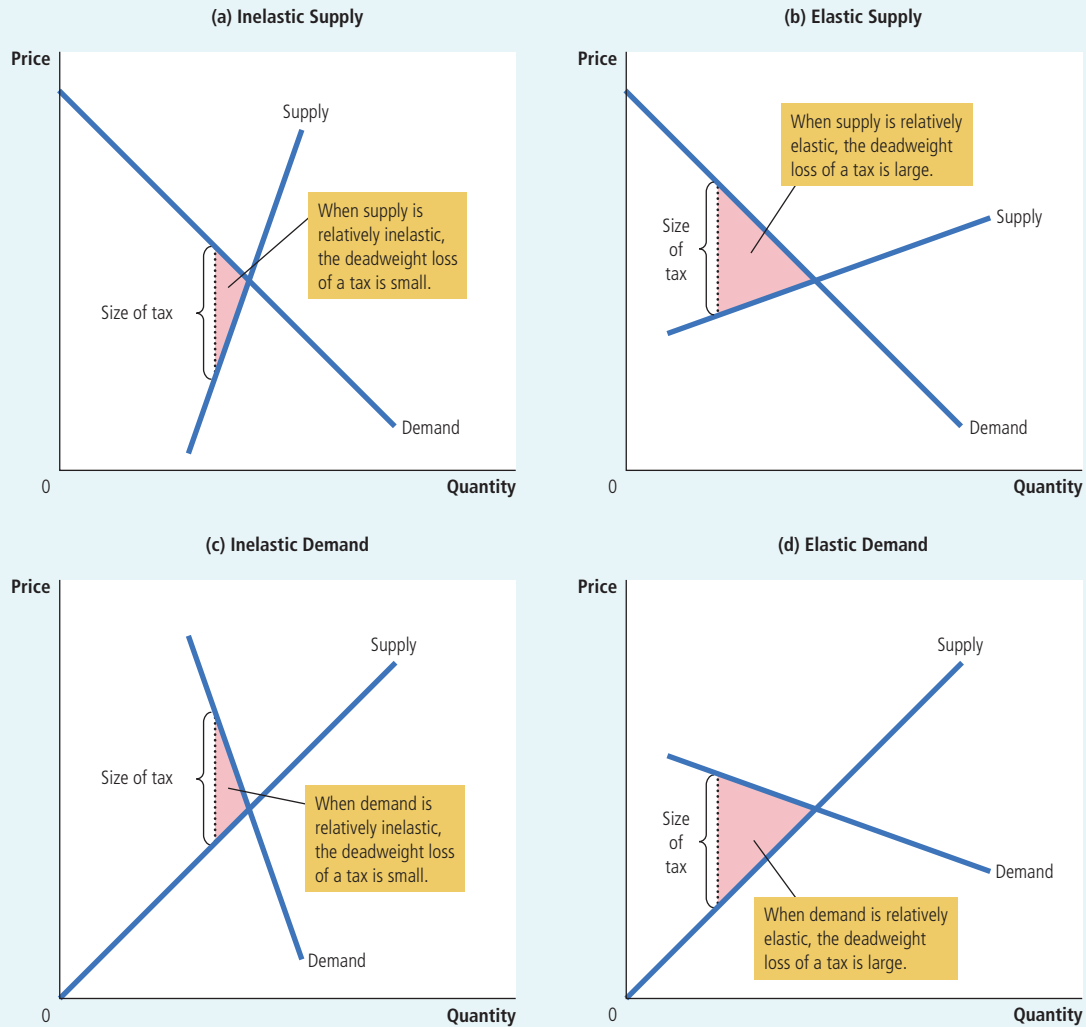 (a) Inelastic Supply
Price
Supply
When supply is
relatively inelastic,
the deadweight loss
of a tax is small.
Size of tax
Demand
0
Quantity
(b) Elastic Supply
Price
When supply is relatively
elastic, the deadweight
loss of a tax is large.
Size
of
tax
Supply
Demand
0
Quantity
(c) Inelastic Demand
Price
Supply
Size of tax
When demand is
relatively inelastic,
the deadweight loss
of a tax is small.
Demand
0
Quantity
(d) Elastic Demand
Price
Supply
Size
of
tax
Demand
When demand is relatively
elastic, the deadweight
loss of a tax is large.
0
Quantity